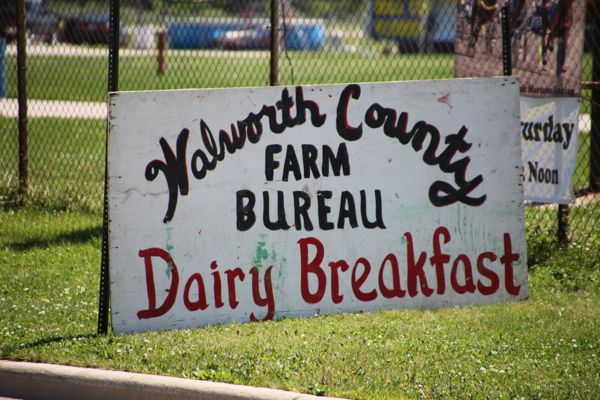 Walworth County
FARM
BUREAU
Dairy Breakfast
Noon